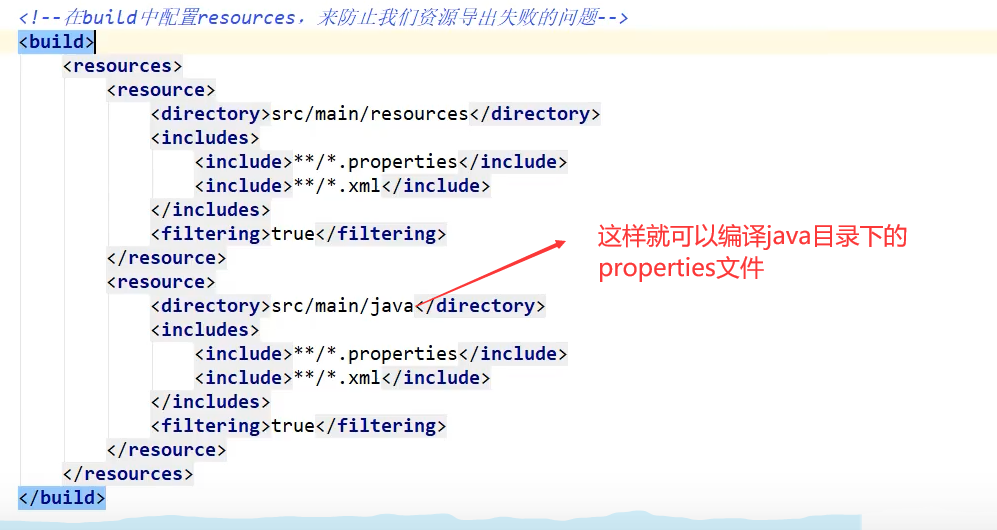 <!--在build中配置resources，来防止我们资源导出失败的问题-->
<build>
<resources>
<resource>
<directory>src/main/resources</directory>
<includes>
<include>**/*.properties</include>
<include>**/*.xml</include>
</includes>
<filtering>true</filtering>
</resource>
<resource>
<directory>src/main/java</directory>
<includes>
<include>**/*.properties</include>
<include>**/*.xml</include>
</includes>
<filtering>true</filtering>
</resource>
</resources>
</build>
这样就可以编译java目录下的
properties文件